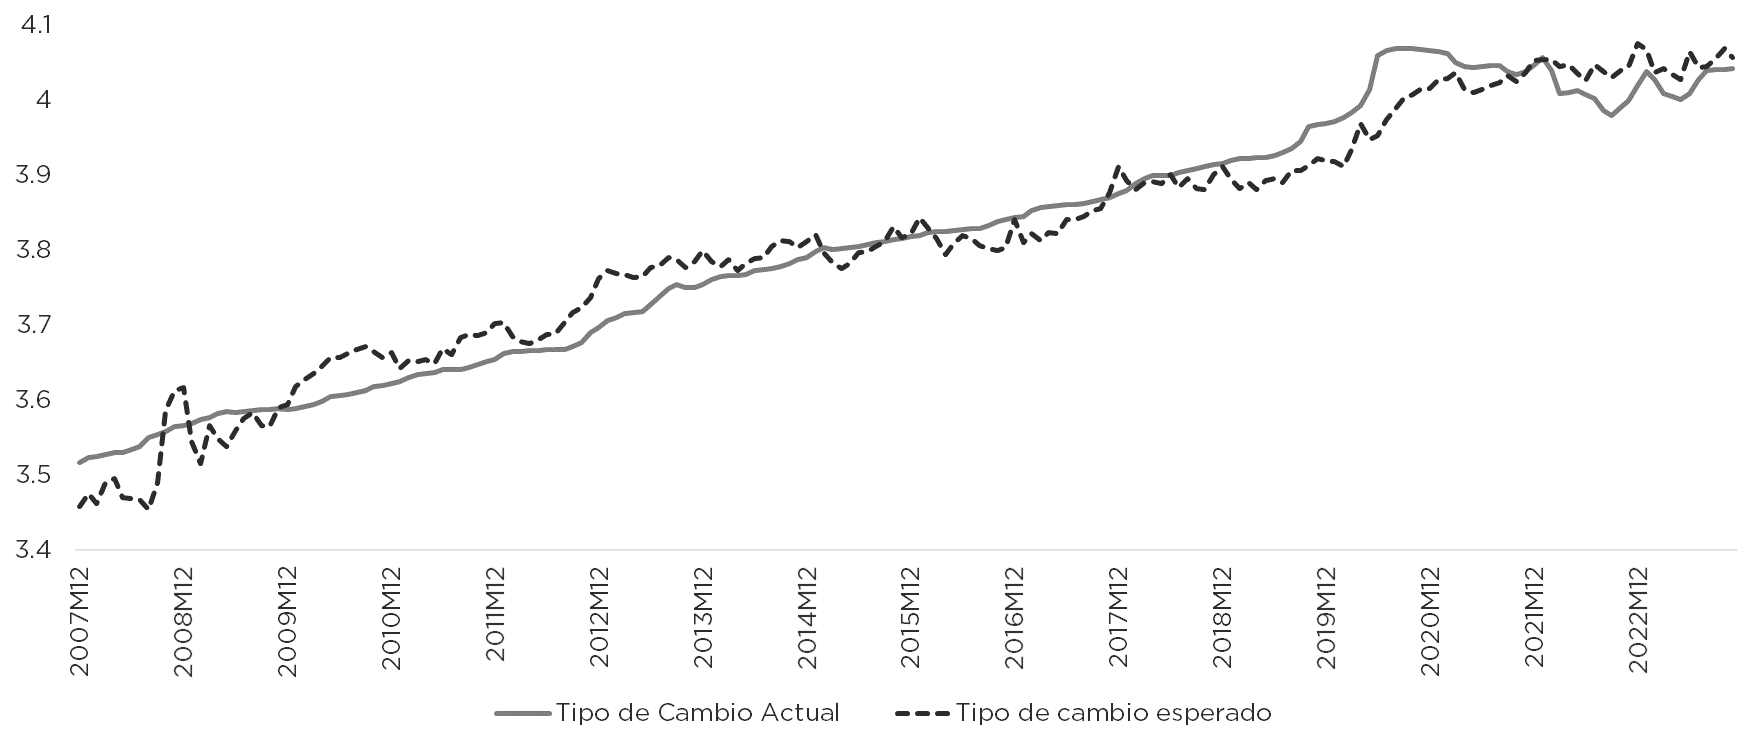 4.1
4
3.9
3.8
3.7
3.6
3.5
3.4
2007M12
2008M12
2009M12
2010M12
2011M12
2012M12
2013M12
2014M12
2015M12
2016M12
2017M12
2018M12
2019M12
2020M12
2021M12
2022M12
Tipo de Cambio Actual
Tipo de cambio esperado